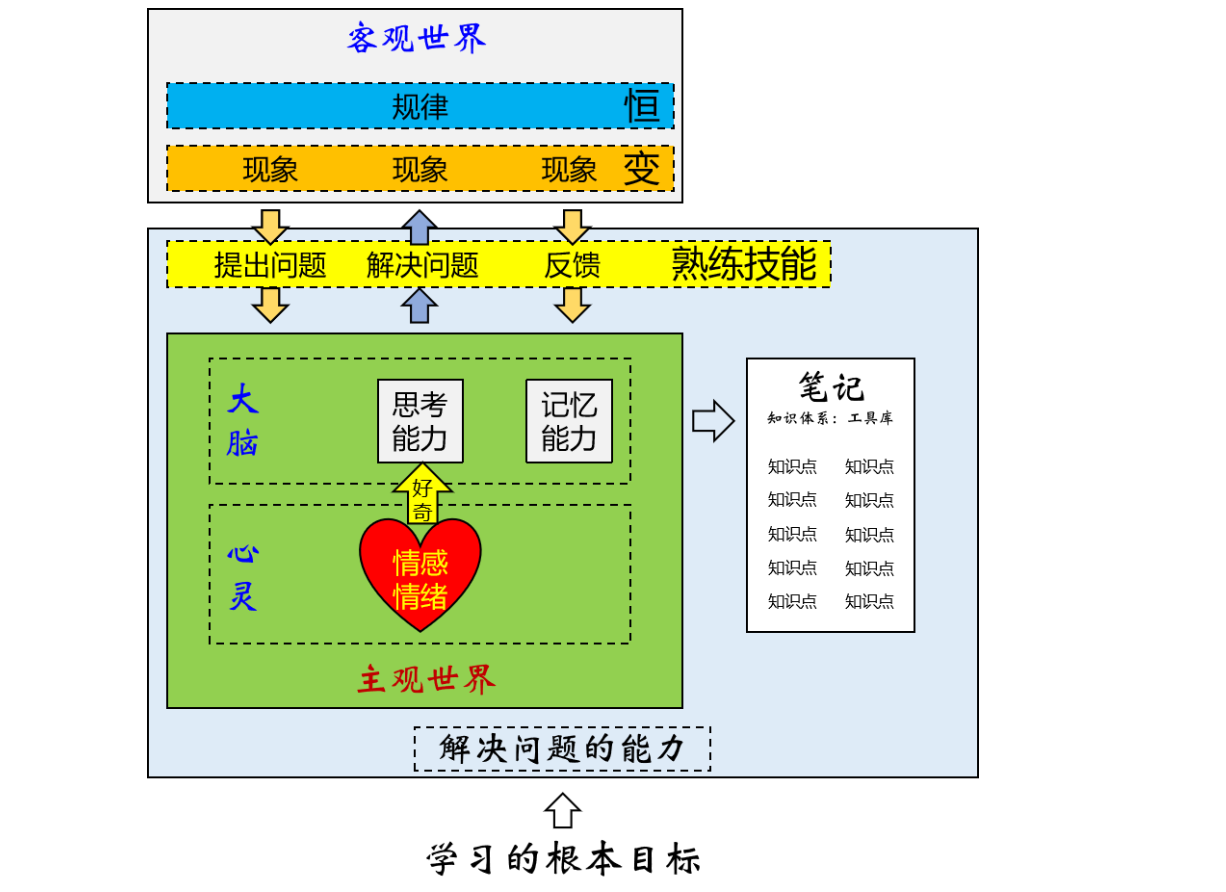 客观世界
规律 恒
现象 现象 现象 变
提出问题 解决问题 反馈 熟练技能
大
脑
思考
能力
记忆
能力
好
奇
心
灵
情感
情绪
主观世界
笔记
知识体系：工具库
知识点 知识点
知识点 知识点
知识点 知识点
知识点 知识点
知识点 知识点
解决问题的能力
学习的根本目标